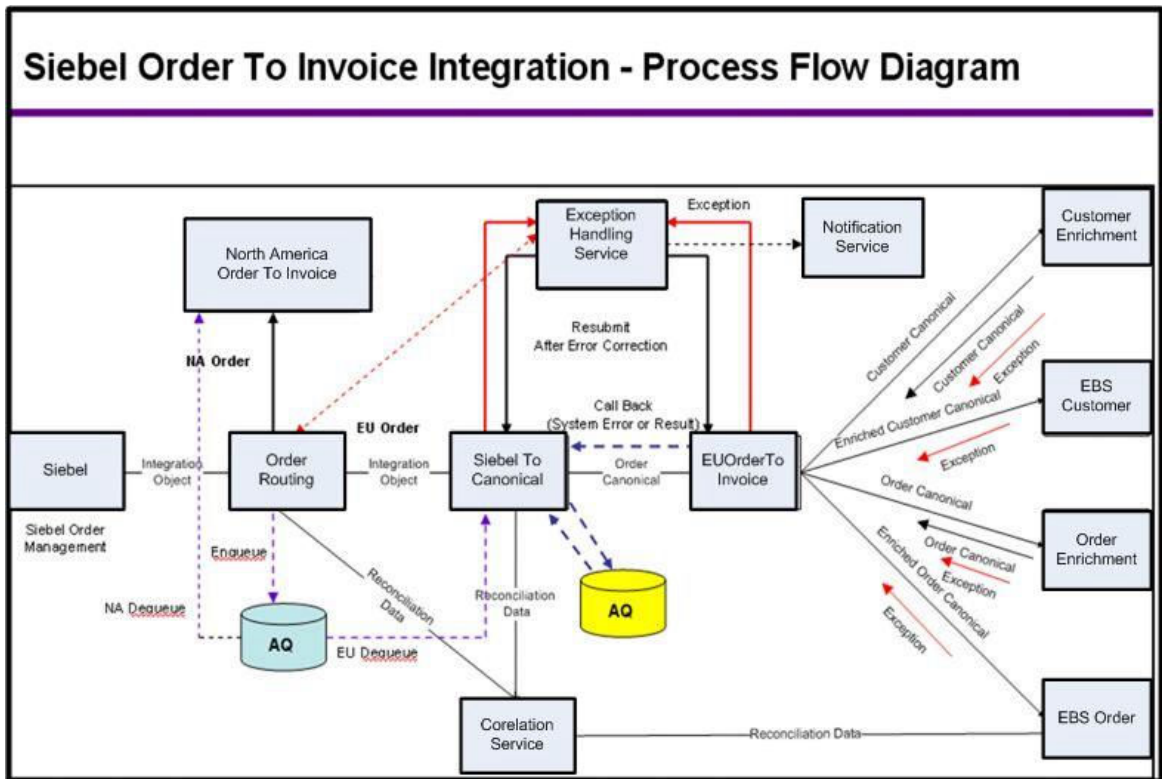 Siebel Order To Invoice Integration - Process Flow Diagram
North America
Order To Invoice
Exception
Handling
Service
Exception
Notification
Service
Customer
Enrichment
NA Order
Resubmit
After Error Correction
Customer Canonical
Customer Canonical
Exception
EBS
Customer
Call Back
(System Error or Result)
EU Order
Enriched Customer Canonical
Exception
Siebel
Integration
Object
Order
Routing
Integration
Object
Siebel To
Canonical
Order
Canonical
EUOrderTo
Invoice
Siebel Order
Management
Order Canonical
Order Canonical
Exception
Order
Enrichment
Enriched Order Canonical
Exception
Enqueue
Reconciliation
Data
Reconciliation
Data
NA Dequeue
AQ
EU Dequeue
AQ
Corelation
Service
Reconciliation Data
EBS Order